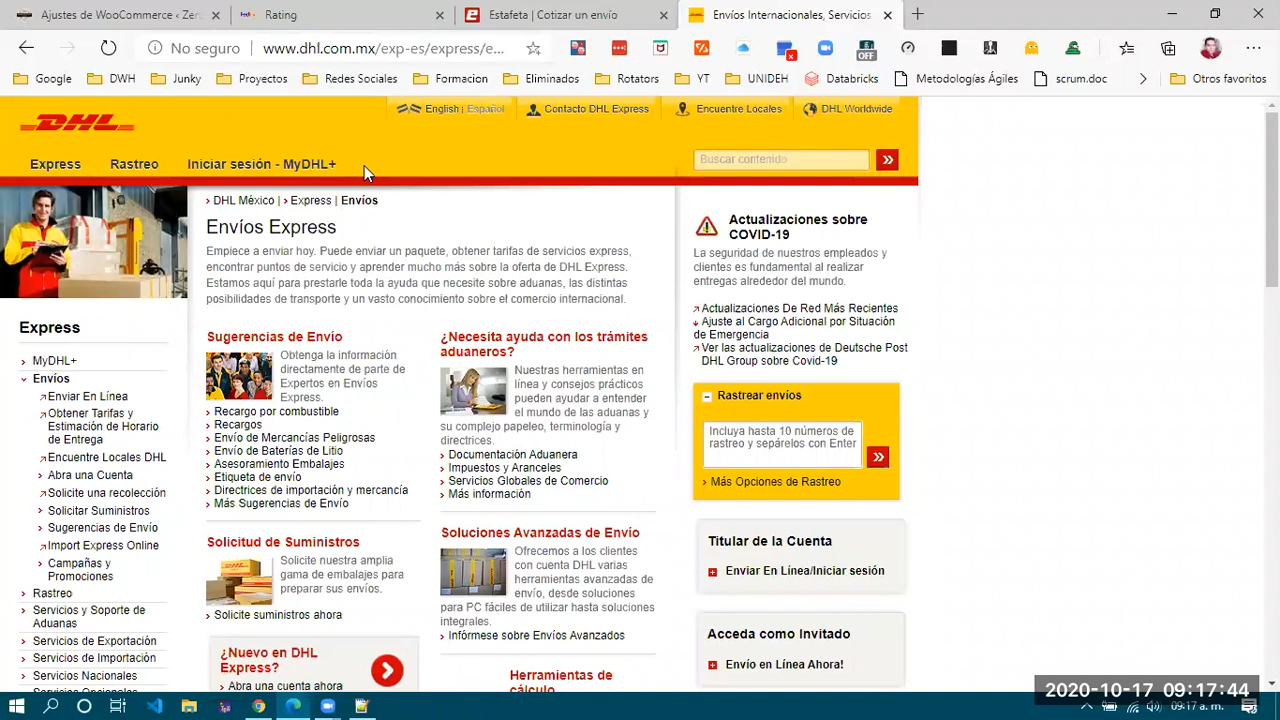 Ajustes de WooCommerce - Zer
Rating
Estafeta | Cotizar un envío
Envíos Internacionales, Servicios
No seguro
www.dhl.com.mx/exp-es/express/e...
OFF
Google
DWH
Junky
Proyectos
Redes Sociales
Formacion
Eliminados
Rotators
YT
UNIDEH
Databricks
Metodologías Ágiles
scrum.doc
Otros favoritos
English | Español
Contacto DHL Express
Encuentre Locales
DHL Worldwide
DHL
Express
Rastreo
Iniciar sesión - MyDHL+
Buscar contenido
DHL México | Express | Envíos
Envíos Express
Empiece a enviar hoy. Puede enviar un paquete, obtener tarifas de servicios express,
encontrar puntos de servicio y aprender mucho más sobre la oferta de DHL Express.
Estamos aquí para prestarle toda la ayuda que necesite sobre aduanas, las distintas
posibilidades de transporte y un vasto conocimiento sobre el comercio internacional.
Express
MyDHL+
Envíos
Enviar En Línea
Obtener Tarifas y
Estimación de Horario
de Entrega
Encuentre Locales DHL
Abra una Cuenta
Solicite una recolección
Solicitar Suministros
Sugerencias de Envío
Import Express Online
Campañas y
Promociones
Rastreo
Servicios y Soporte de
Aduanas
Servicios de Exportación
Servicios de Importación
Servicios Nacionales
Servicios Opcionales
Sugerencias de Envío
Obtenga la información
directamente de parte de
Expertos en Envíos
Express.
Recargo por combustible
Recargos
Envío de Mercancías Peligrosas
Envío de Baterías de Litio
Asesoramiento Embalajes
Etiqueta de envío
Directrices de importación y mercancía
Más Sugerencias de Envío
Solicitud de Suministros
Solicite nuestra amplia
gama de embalajes para
preparar sus envíos.
Solicite suministros ahora
¿Nuevo en DHL
Express?
Abra una cuenta ahora
¿Necesita ayuda con los trámites
aduaneros?
Nuestras herramientas en
línea y consejos prácticos
pueden ayudar a entender
el mundo de las aduanas y
su complejo papeleo, terminología y
directrices.
Documentación Aduanera
Impuestos y Aranceles
Servicios Globales de Comercio
Más información
Soluciones Avanzadas de Envío
Ofrecemos a los clientes
con cuenta DHL varias
herramientas avanzadas de
envío, desde soluciones
para PC fáciles de utilizar hasta soluciones
integrales.
Infórmese sobre Envíos Avanzados
Herramientas de
cálculo
Actualizaciones sobre
COVID-19
La seguridad de nuestros empleados y
clientes es fundamental al realizar
entregas alrededor del mundo.
Actualizaciones De Red Más Recientes
Ajuste al Cargo Adicional por Situación
de Emergencia
Ver las actualizaciones de Deutsche Post
DHL Group sobre Covid-19
Rastrear envíos
Incluya hasta 10 números de
rastreo y sepárelos con Enter
Más Opciones de Rastreo
Titular de la Cuenta
Enviar En Línea/Iniciar sesión
Acceda como Invitado
Envío en Línea Ahora!
2020-10-17 09:17:44
09:17 a. m.